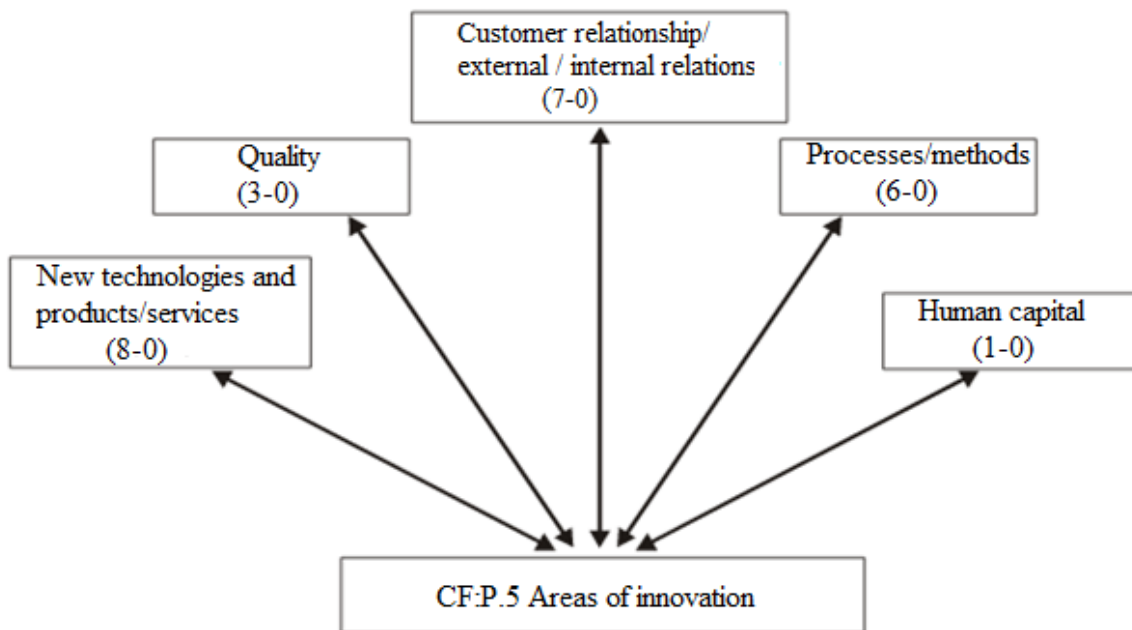 Customer relationship/
external / internal relations
(7-0)
Quality
(3-0)
Processes/methods
(6-0)
New technologies and
products/services
(8-0)
Human capital
(1-0)
CF:P.5 Areas of innovation